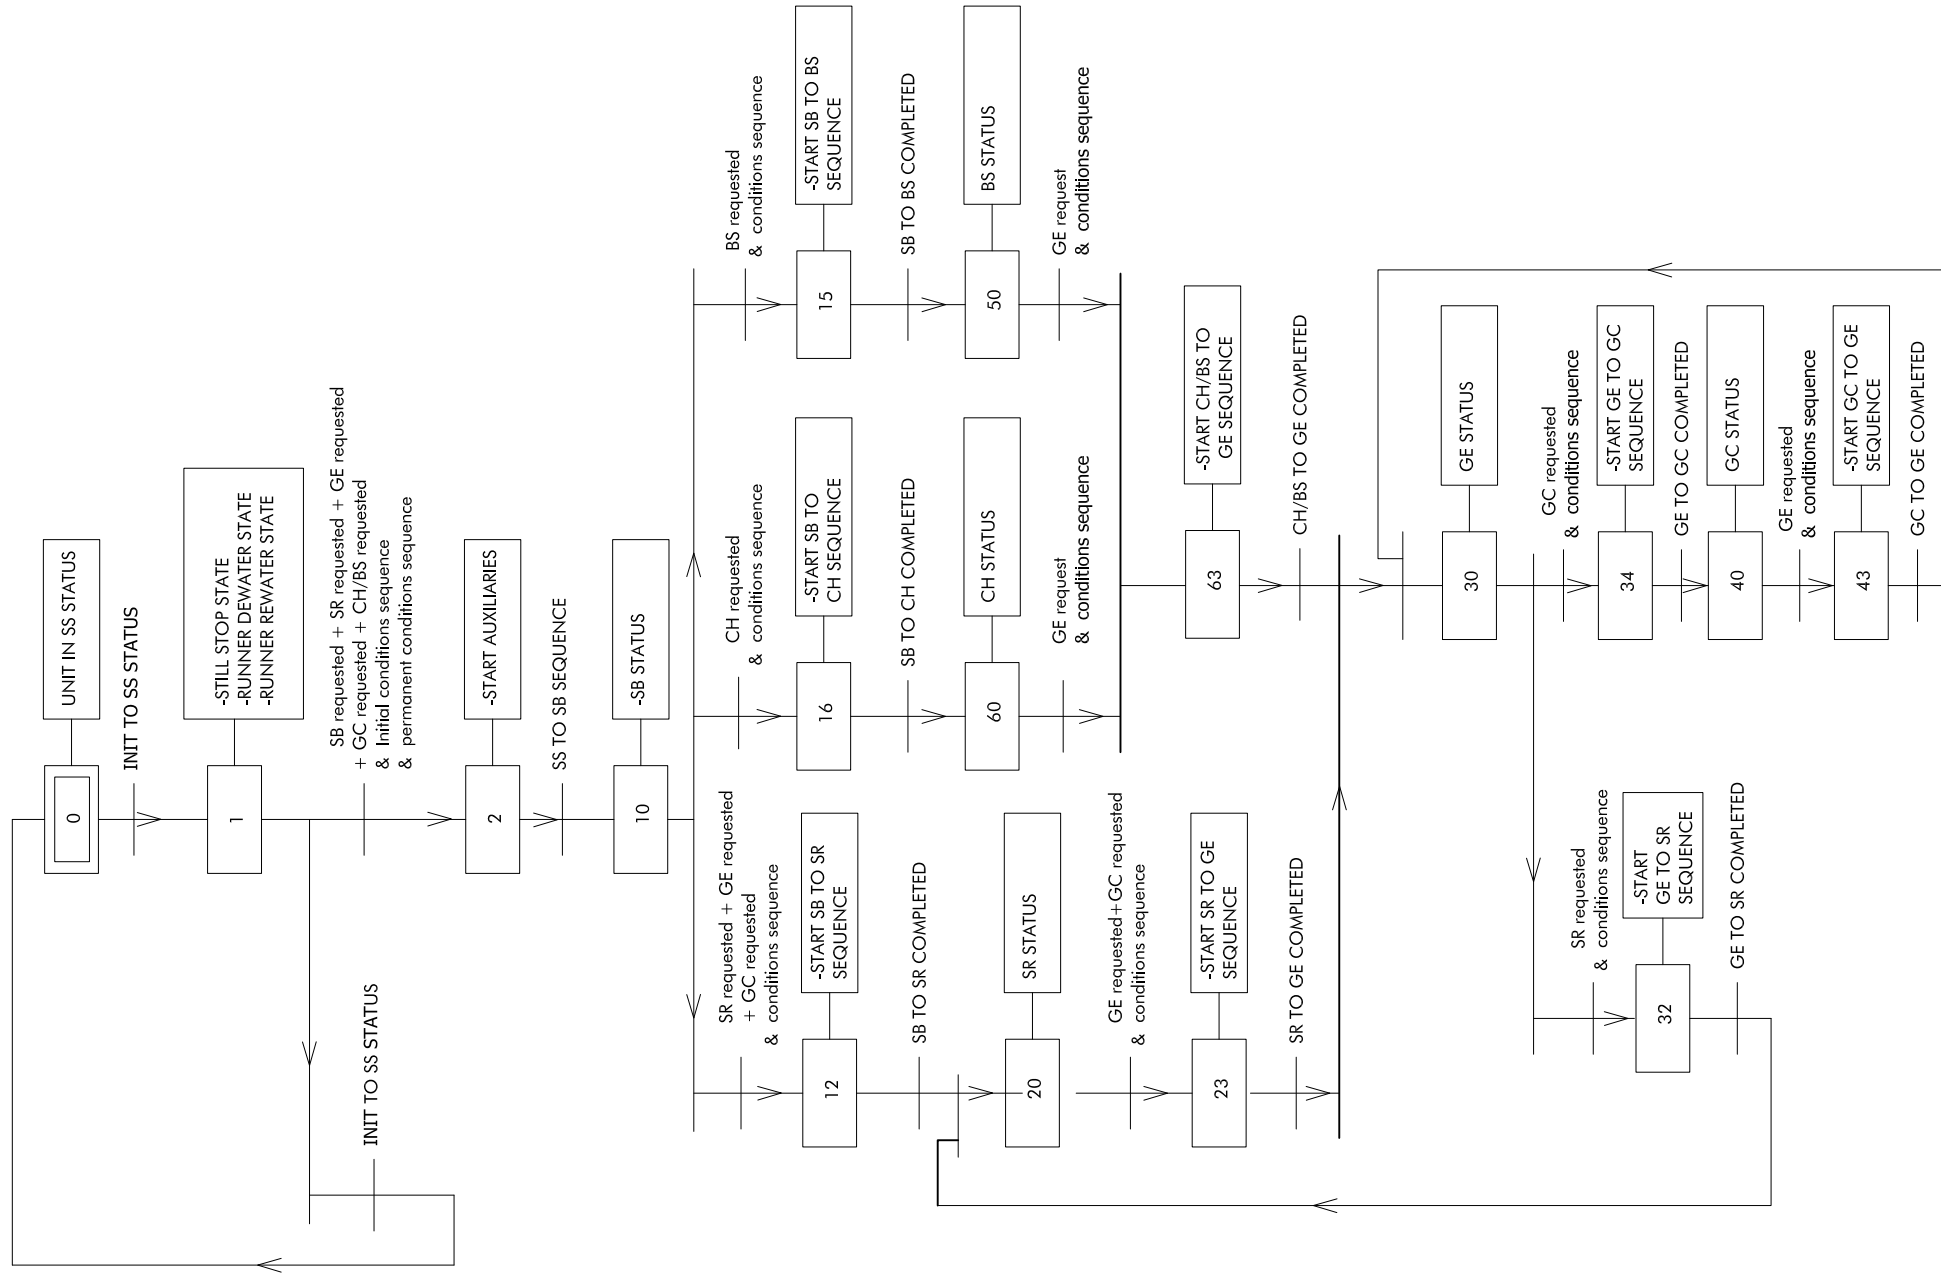 0
UNIT IN SS STATUS
INIT TO SS STATUS
1
-STILL STOP STATE
-RUNNER DEWATER STATE
-RUNNER REWATER STATE
SB requested + SR requested + GE requested
+ GC requested + CH/BS requested
& Initial conditions sequence
& permanent conditions sequence
INIT TO SS STATUS
2
-START AUXILIARIES
SS TO SB SEQUENCE
10
-SB STATUS
SR requested + GE requested
+ GC requested
& conditions sequence
12
-START SB TO SR
SEQUENCE
SB TO SR COMPLETED
20
SR STATUS
GE requested+GC requested
& conditions sequence
23
-START SR TO GE
SEQUENCE
SR TO GE COMPLETED
CH requested
& conditions sequence
16
-START SB TO
CH SEQUENCE
SB TO CH COMPLETED
60
CH STATUS
GE request
& conditions sequence
BS requested
& conditions sequence
15
-START SB TO BS
SEQUENCE
SB TO BS COMPLETED
50
BS STATUS
GE request
& conditions sequence
63
-START CH/BS TO
GE SEQUENCE
CH/BS TO GE COMPLETED
30
GE STATUS
GC requested
& conditions sequence
34
-START GE TO GC
SEQUENCE
GE TO GC COMPLETED
40
GC STATUS
GE requested
& conditions sequence
43
-START GC TO GE
SEQUENCE
GC TO GE COMPLETED
SR requested
& conditions sequence
32
-START
GE TO SR
SEQUENCE
GE TO SR COMPLETED